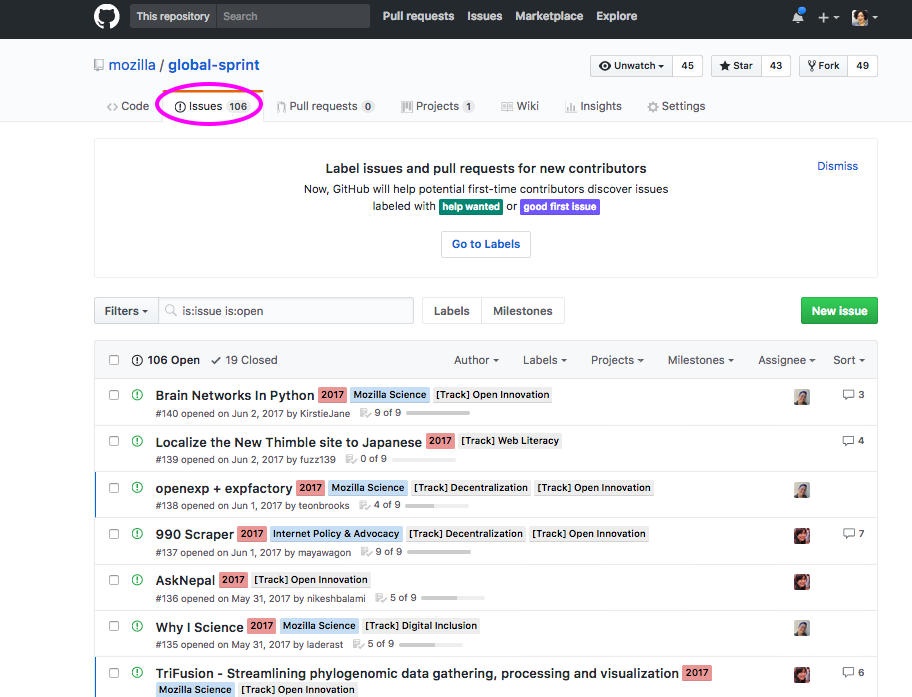 This repository Search Pull requests Issues Marketplace Explore
mozilla / global-sprint Unwatch 45 Star 43 Fork 49
Code Issues 106 Pull requests 0 Projects 1 Wiki Insights Settings
Label issues and pull requests for new contributors Dismiss
Now, GitHub will help potential first-time contributors discover issues
labeled with help wanted or good first issue
Go to Labels
Filters is:issue is:open Labels Milestones New issue
106 Open 19 Closed Author Labels Projects Milestones Assignee Sort
Brain Networks In Python 2017 Mozilla Science [Track] Open Innovation 3
#140 opened on Jun 2, 2017 by KirstieJane 9 of 9
Localize the New Thimble site to Japanese 2017 [Track] Web Literacy 4
#139 opened on Jun 2, 2017 by fuzz139 0 of 9
openexp + expfactory 2017 Mozilla Science [Track] Decentralization [Track] Open Innovation
#138 opened on Jun 1, 2017 by teonbrooks 4 of 9
990 Scraper 2017 Internet Policy & Advocacy [Track] Decentralization [Track] Open Innovation 7
#137 opened on Jun 1, 2017 by mayawagon 9 of 9
AskNepal 2017 [Track] Open Innovation
#136 opened on May 31, 2017 by nikeshbalami 5 of 9
Why I Science 2017 Mozilla Science [Track] Digital Inclusion
#135 opened on May 31, 2017 by laderast 5 of 9
TriFusion - Streamlining phylogenomic data gathering, processing and visualization 2017 6
Mozilla Science [Track] Open Innovation